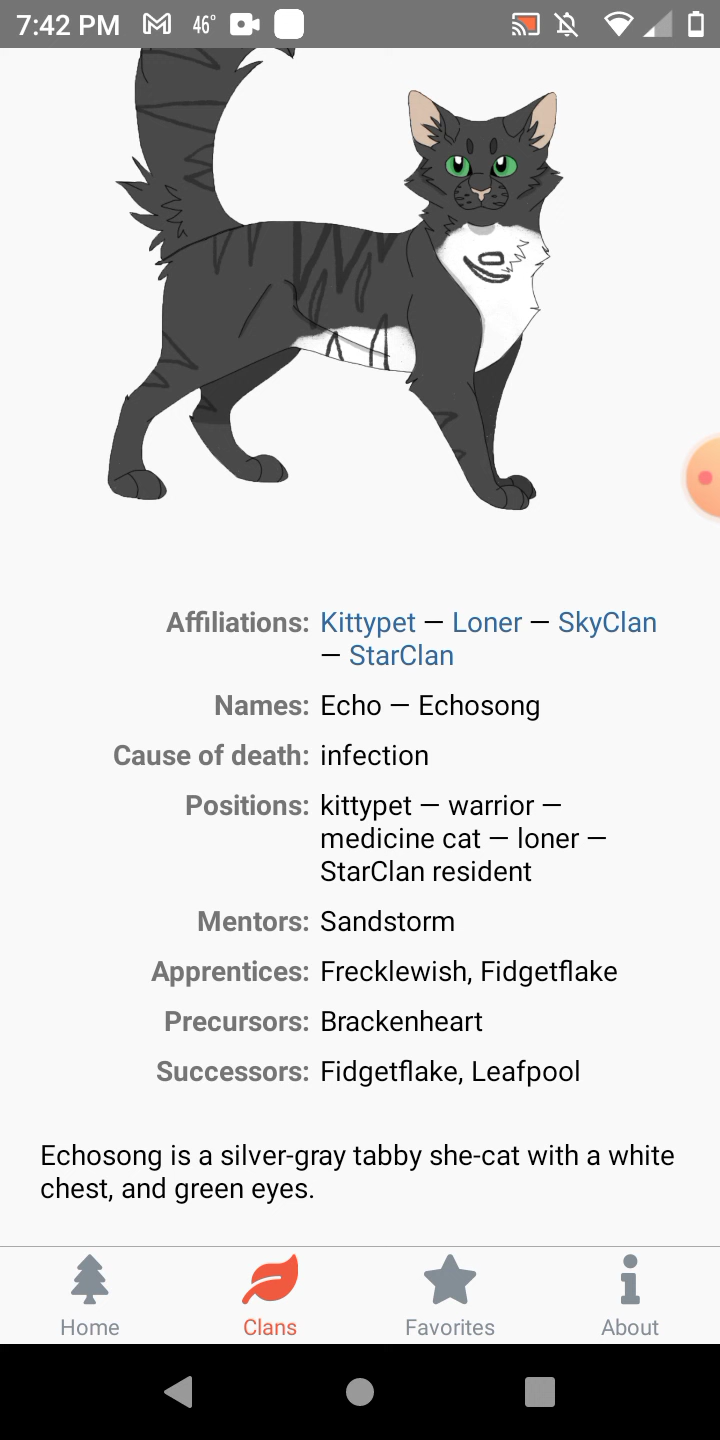 7:42 PM 46°
Affiliations: Kittypet — Loner — SkyClan
— StarClan
Names: Echo — Echosong
Cause of death: infection
Positions: kittypet — warrior —
medicine cat — loner —
StarClan resident
Mentors: Sandstorm
Apprentices: Frecklewish, Fidgetflake
Precursors: Brackenheart
Successors: Fidgetflake, Leafpool
Echosong is a silver-gray tabby she-cat with a white
chest, and green eyes.
Home Clans Favorites About